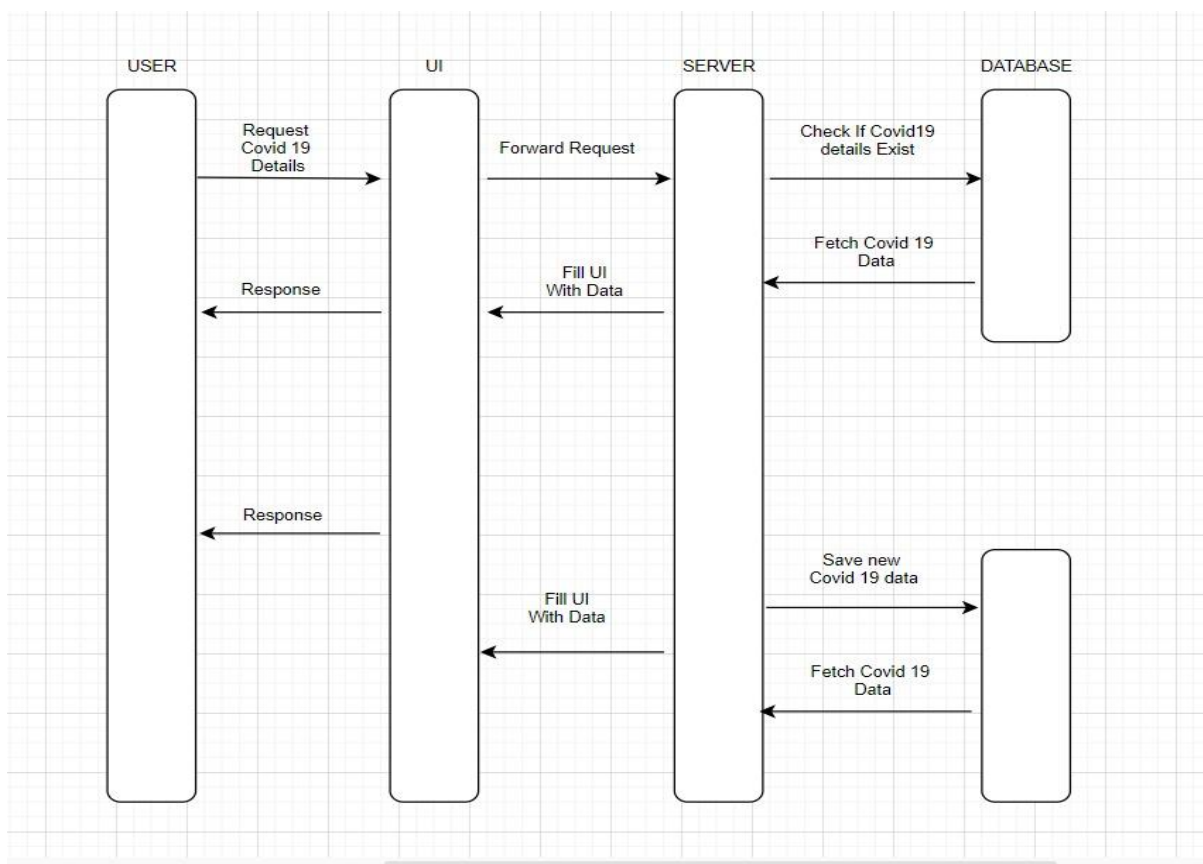 USER
UI
SERVER
DATABASE
Request
Covid 19
Details
Forward Request
Check If Covid19
details Exist
Fetch Covid 19
Data
Fill UI
With Data
Response
Response
Save new
Covid 19 data
Fill UI
With Data
Fetch Covid 19
Data